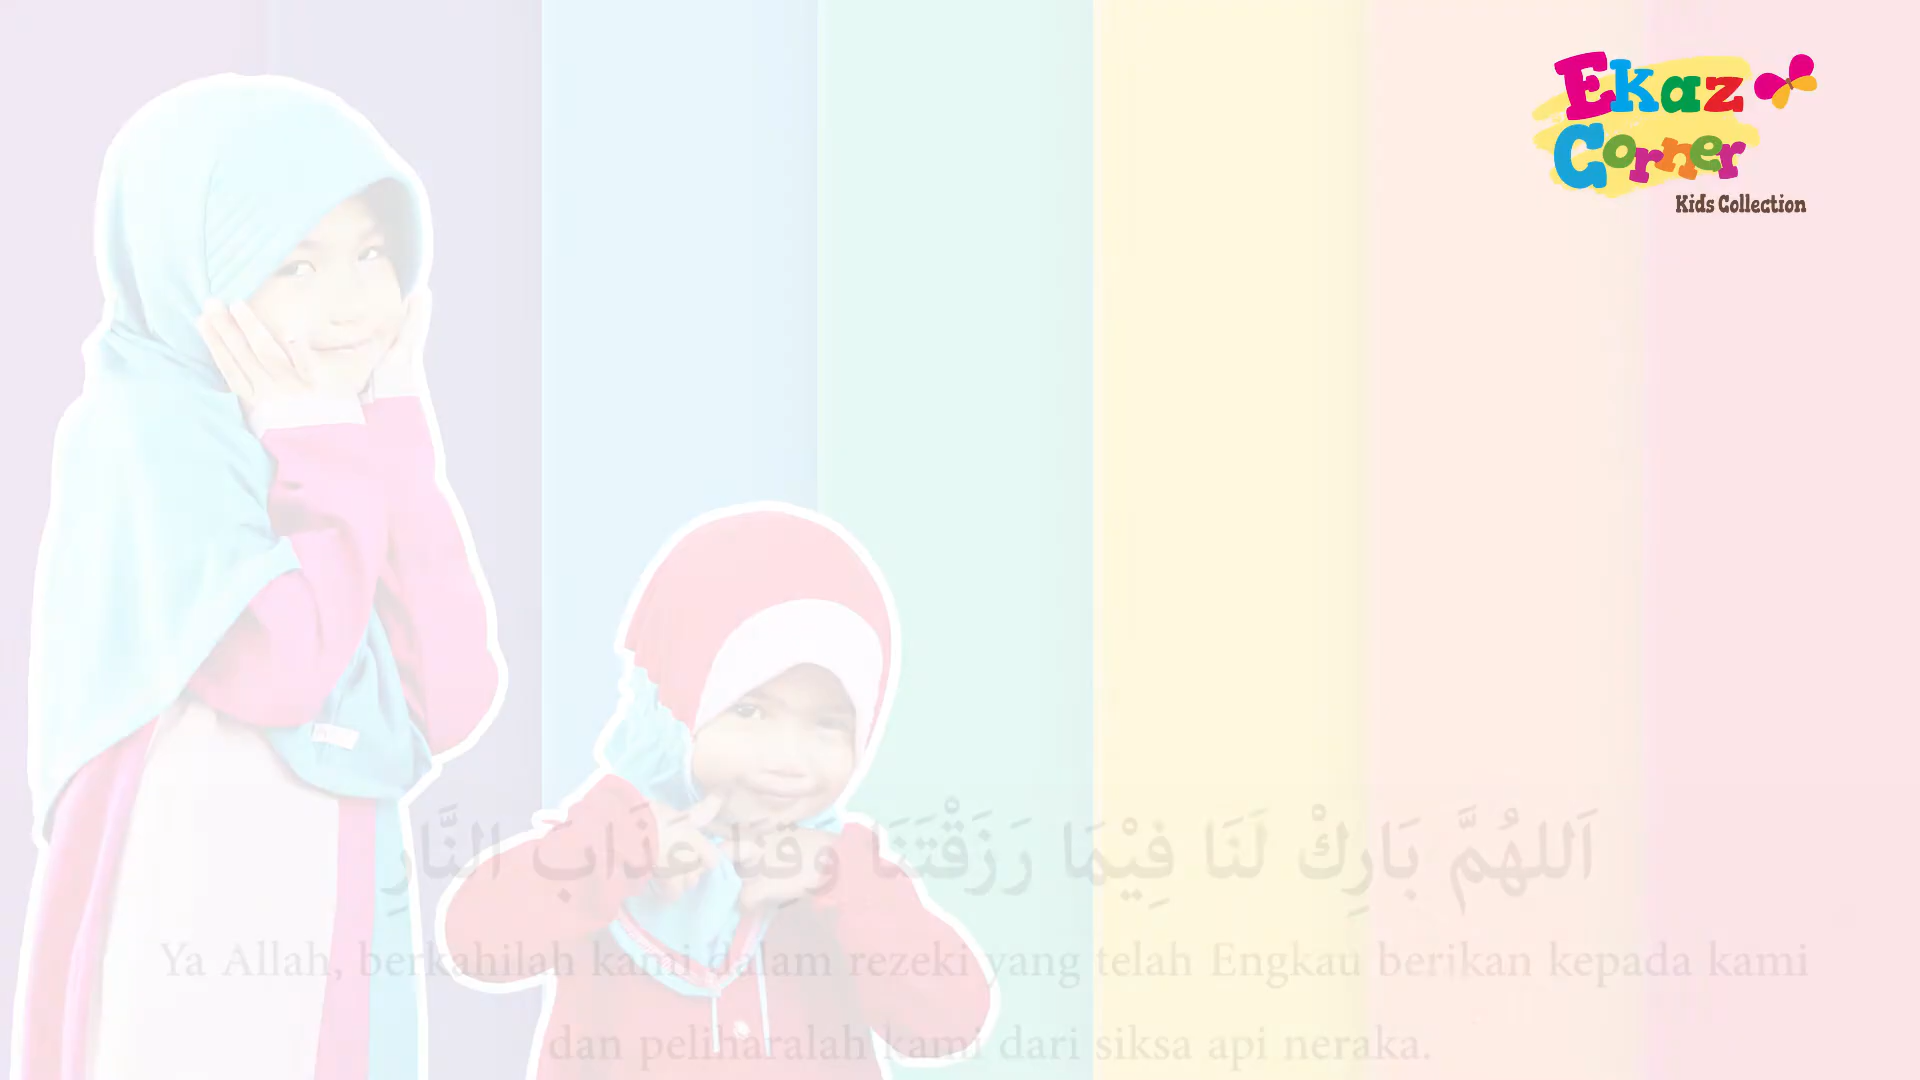 Ekaz
Corner
Kids Collection
اَللهُمَّ بَارِكْ لَنَا فِيْمَا رَزَقْتَنَا وَقِنَا عَذَابَ النَّارِ
Ya Allah, berkahilah kami dalam rezeki yang telah Engkau berikan kepada kami
dan peliharalah kami dari siksa api neraka.